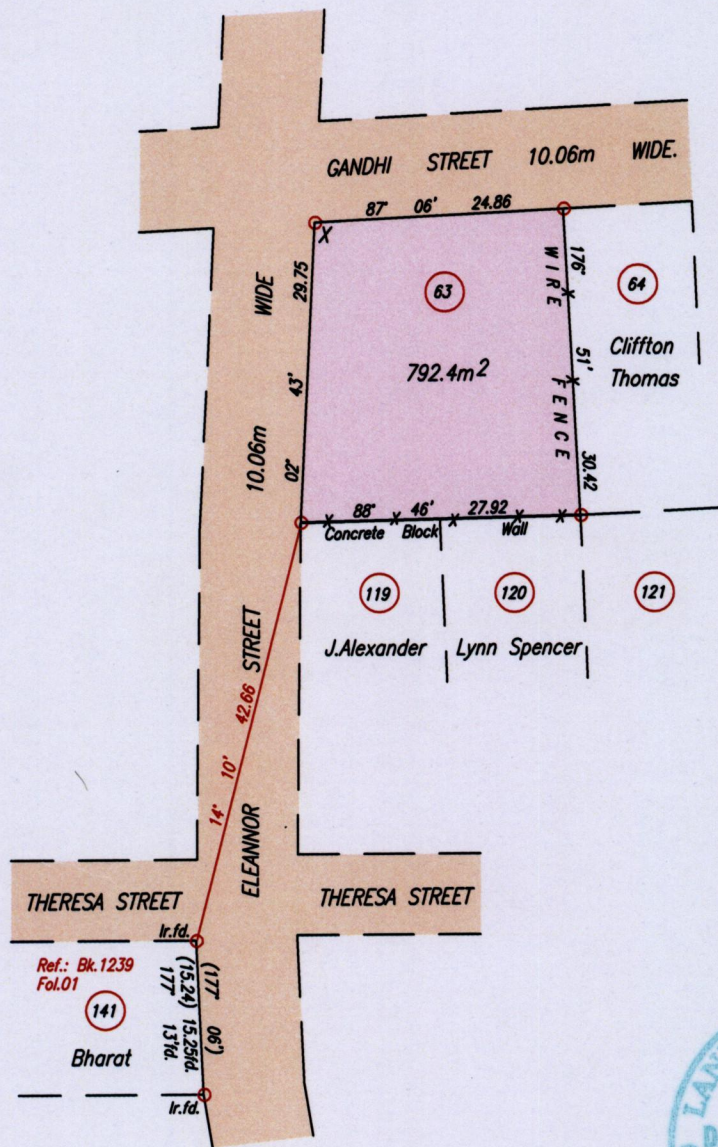 GANDHI STREET 10.06m WIDE.
87° 06' 24.86
X
29.75
43'
02°
WIDE
10.06m
STREET
ELEANNOR
63
792.4m2
176° 51' 30.42
WIRE FENCE
64
Cliffton
Thomas
88° 46' 27.92
Concrete Block Wall
119
120
121
J.Alexander
Lynn Spencer
42.66
10'
14°
THERESA STREET
THERESA STREET
Ir.fd.
Ref.: Bk.1239
Fol.01
141
Bharat
(177° 06')
(15.24) 15.25fd.
177° 13'fd.
Ir.fd.
LAN